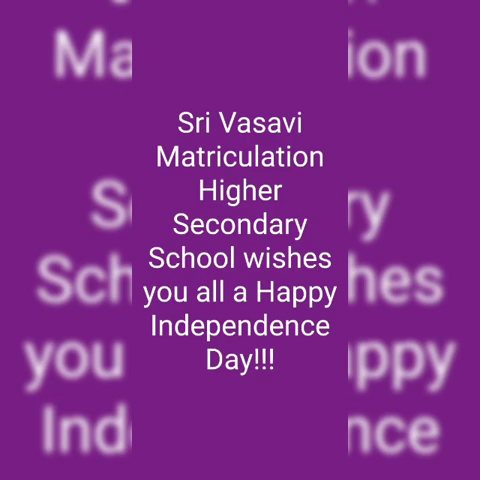 Sri Vasavi
Matriculation
Higher
Secondary
School wishes
you all a Happy
Independence
Day!!!